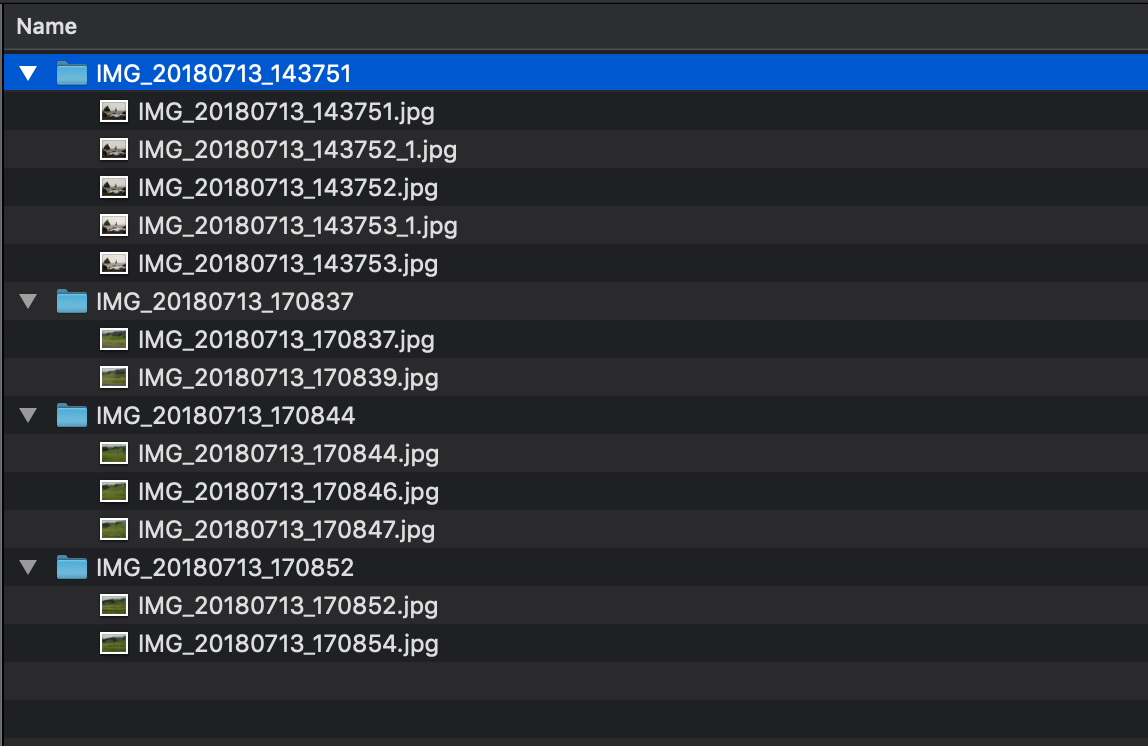 Name
IMG_20180713_143751
IMG_20180713_143751.jpg
IMG_20180713_143752_1.jpg
IMG_20180713_143752.jpg
IMG_20180713_143753_1.jpg
IMG_20180713_143753.jpg
IMG_20180713_170837
IMG_20180713_170837.jpg
IMG_20180713_170839.jpg
IMG_20180713_170844
IMG_20180713_170844.jpg
IMG_20180713_170846.jpg
IMG_20180713_170847.jpg
IMG_20180713_170852
IMG_20180713_170852.jpg
IMG_20180713_170854.jpg